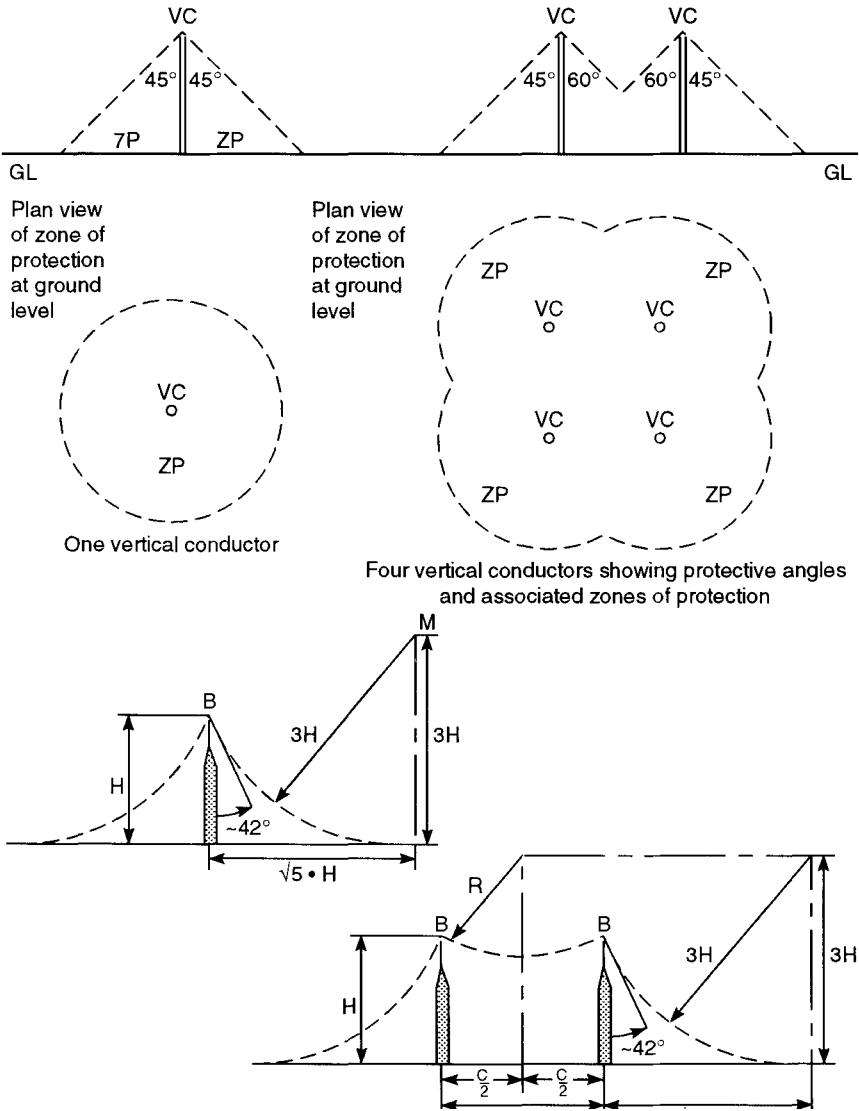 VC VC VC
45° 45° 45° 60° 60° 45°
7P ZP
GL GL
Plan view
of zone of
protection
at ground
level
Plan view
of zone of
protection
at ground
level
ZP ZP
VC VC
VC
ZP
VC VC
ZP ZP
One vertical conductor
Four vertical conductors showing protective angles
and associated zones of protection
M
B
3H
3H
H
~42°
√5 • H
R
B B
3H
3H
H
~42°
C/2 C/2